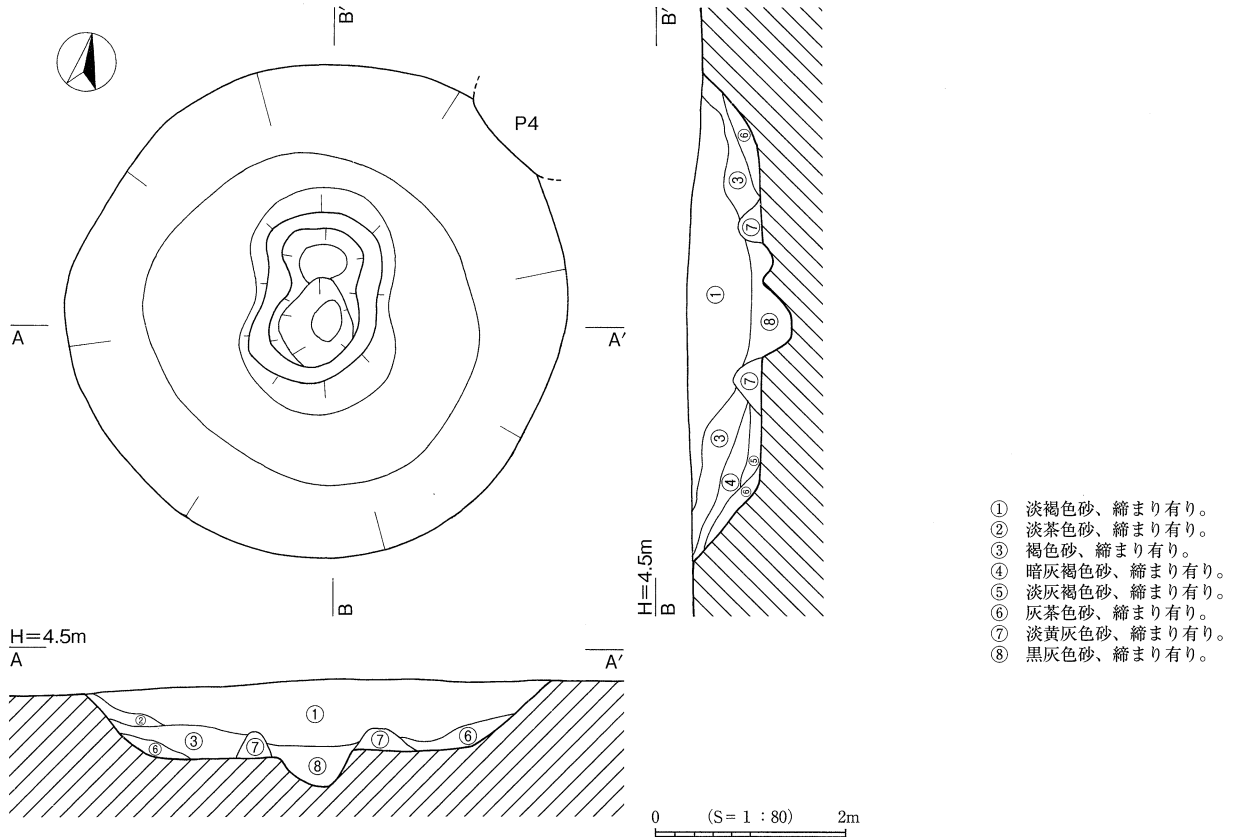 B′
P4
A
A′
B
B′
①
③
⑥
⑦
⑧
⑦
③
④
⑤
⑥
H=4.5m
B
H=4.5m
A
A′
①
②
③
⑥
⑦
⑧
⑦
⑥
① 淡褐色砂、締まり有り。
② 淡茶色砂、締まり有り。
③ 褐色砂、締まり有り。
④ 暗灰褐色砂、締まり有り。
⑤ 淡灰褐色砂、締まり有り。
⑥ 灰茶色砂、締まり有り。
⑦ 淡黄灰色砂、締まり有り。
⑧ 黒灰色砂、締まり有り。
0 (S=1:80) 2m